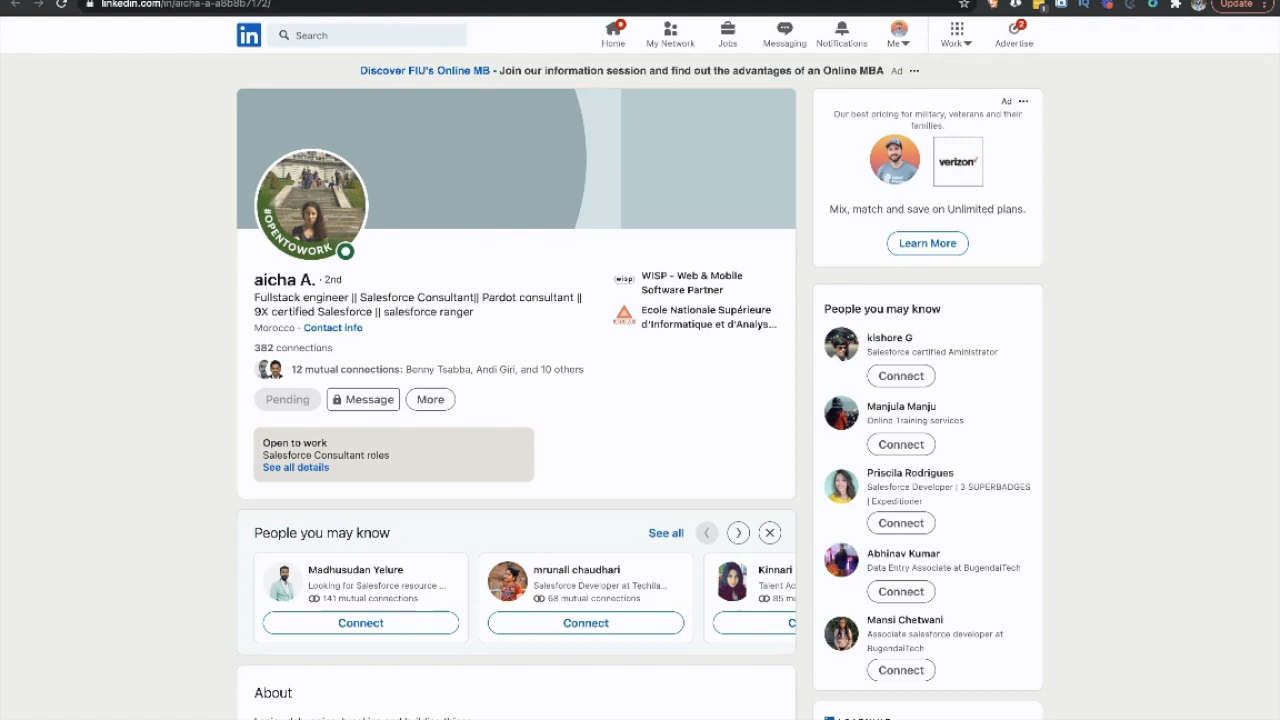 linkedin.com/in/aicha-a-a8b8b7172/
Update
in
Search
Home
My Network
Jobs
Messaging
Notifications
Me
Work
2
Advertise
Discover FIU's Online MB - Join our information session and find out the advantages of an Online MBA Ad
#OPENTOWORK
aicha A. · 2nd
Fullstack engineer || Salesforce Consultant|| Pardot consultant ||
9X certified Salesforce || salesforce ranger
Morocco · Contact info
382 connections
12 mutual connections: Benny Tsabba, Andi Giri, and 10 others
Pending
Message
More
wisp
WISP - Web & Mobile
Software Partner
Ecole Nationale Supérieure
d'Informatique et d'Analys...
Open to work
Salesforce Consultant roles
See all details
People you may know
See all
Madhusudan Yelure
Looking for Salesforce resource ...
141 mutual connections
Connect
mrunali chaudhari
Salesforce Developer at Techila...
68 mutual connections
Connect
Kinnari
Talent Ac
85 m
C
About
Ad
Our best pricing for military, veterans and their
families.
verizon
Mix, match and save on Unlimited plans.
Learn More
People you may know
kishore G
Salesforce certified Aministrator
Connect
Manjula Manju
Online Training services
Connect
Priscila Rodrigues
Salesforce Developer | 3 SUPERBADGES
| Expeditioner
Connect
Abhinav Kumar
Data Entry Associate at BugendaiTech
Connect
Mansi Chetwani
Associate salesforce developer at
BugendaiTech
Connect